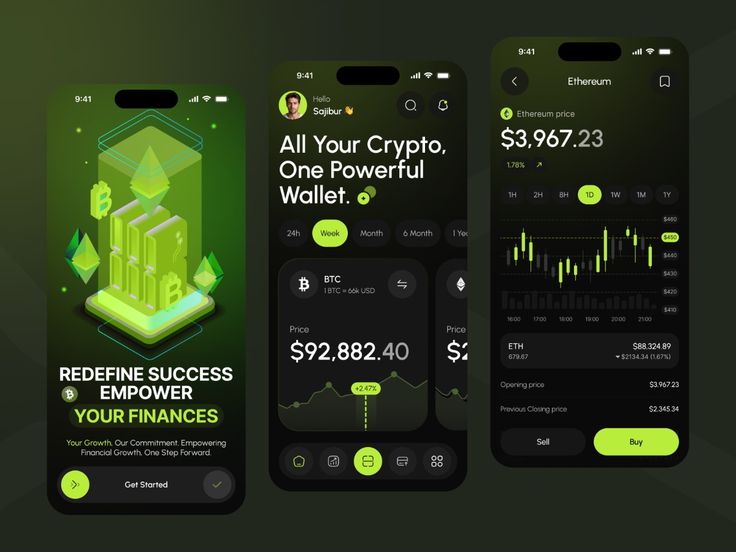 9:41
REDEFINE SUCCESS
EMPOWER
YOUR FINANCES
Your Growth, Our Commitment. Empowering
Financial Growth, One Step Forward.
Get Started
9:41
Hello
Sajibur 👋
All Your Crypto,
One Powerful
Wallet.
24h Week Month 6 Month 1 Yea
BTC
1 BTC = 66k USD
Price
$92,882.40
+2.47%
Price
$2
9:41
Ethereum
Ethereum price
$3,967.23
1.78%
1H 2H 8H 1D 1W 1M 1Y
$460
$450
$440
$430
$420
$410
16:00 17:00 18:00 19:00 20:00 21:00
ETH $88,324.89
679.67 $2134.34 (1.67%)
Opening price $3.967.23
Previous Closing price $2.345.34
Sell Buy